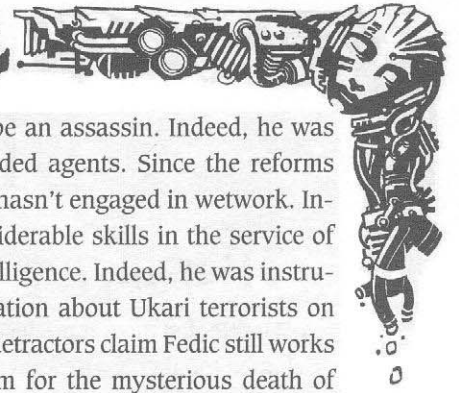 be an assassin. Indeed, he was
ded agents. Since the reforms
hasn't engaged in wetwork. In-
iderable skills in the service of
lligence. Indeed, he was instru-
ation about Ukari terrorists on
detractors claim Fedic still works
m for the mysterious death of